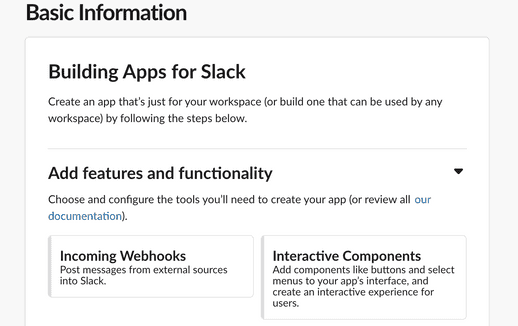 Basic Information
Building Apps for Slack
Create an app that's just for your workspace (or build one that can be used by any
workspace) by following the steps below.
Add features and functionality
Choose and configure the tools you'll need to create your app (or review all our
documentation).
Incoming Webhooks
Post messages from external sources
into Slack.
Interactive Components
Add components like buttons and select
menus to your app's interface, and
create an interactive experience for
users.